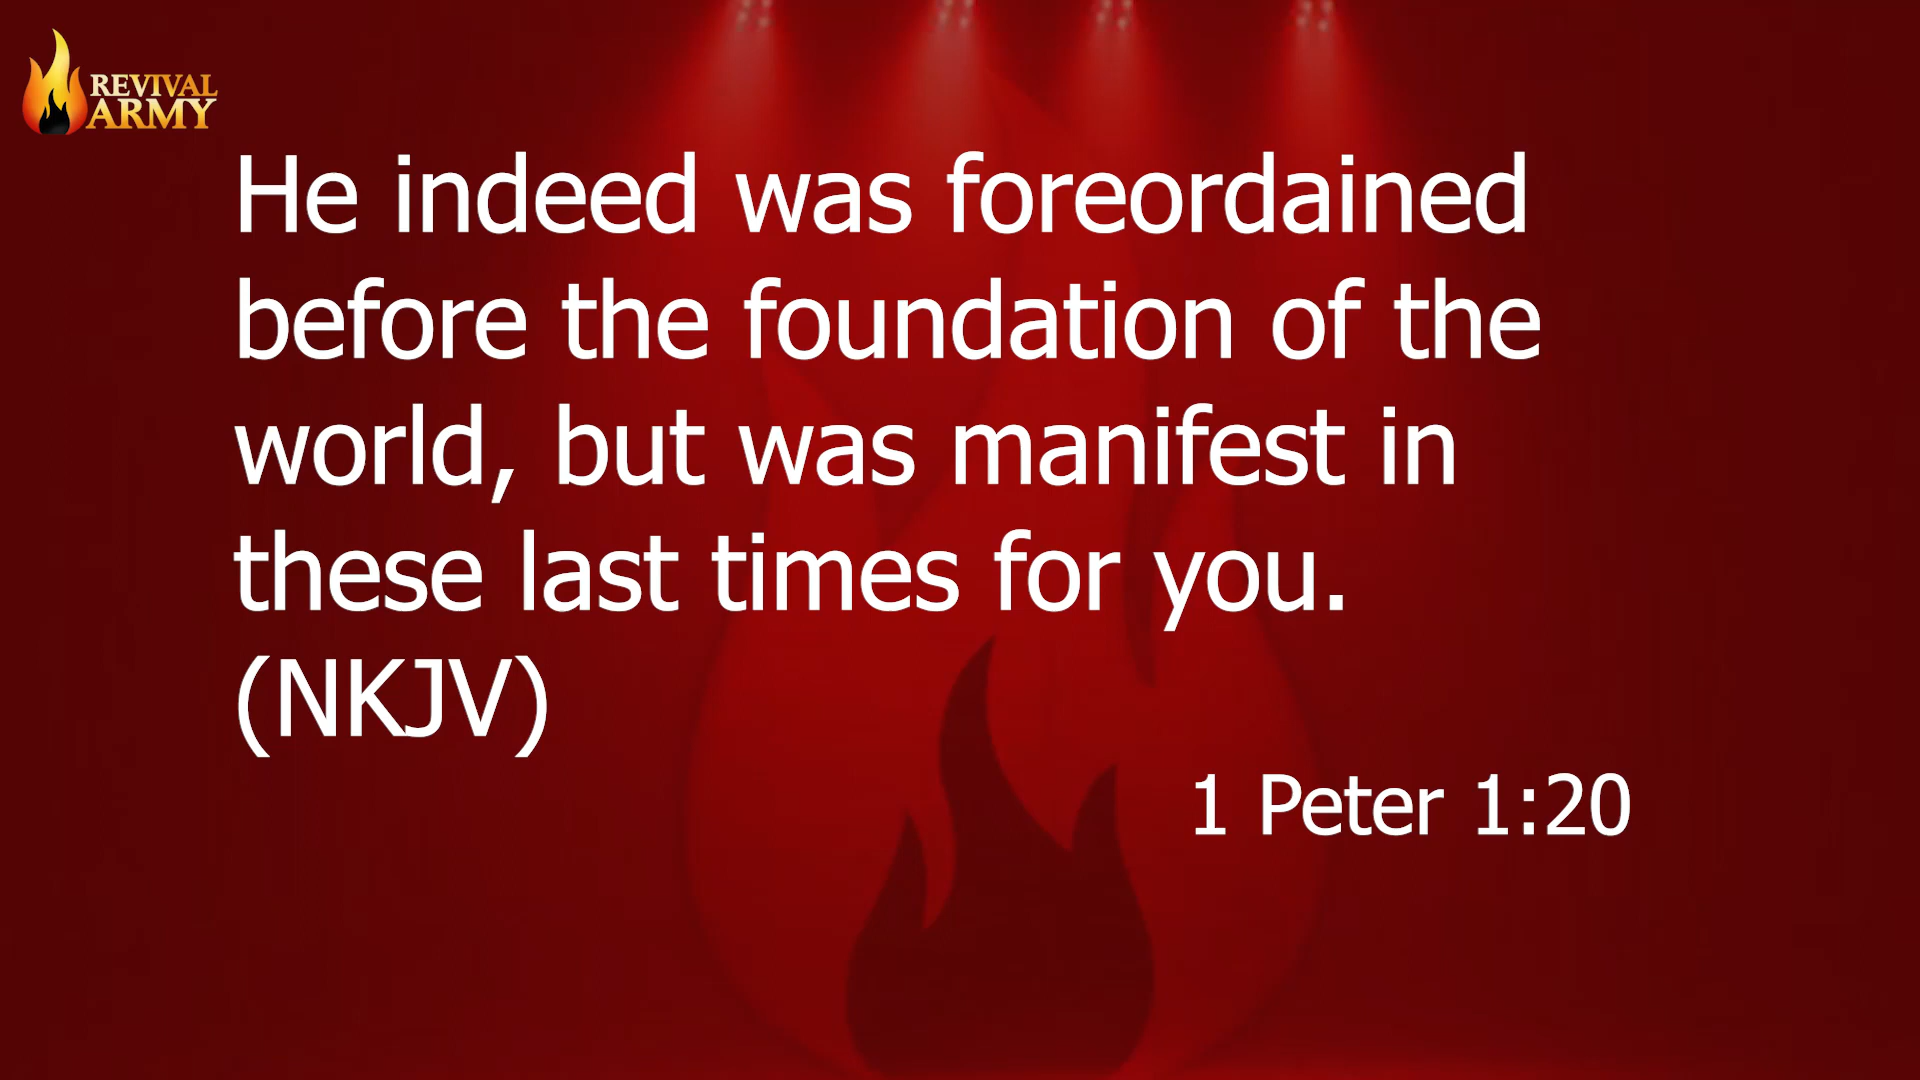 REVIVAL
ARMY
He indeed was foreordained
before the foundation of the
world, but was manifest in
these last times for you.
(NKJV)
1 Peter 1:20